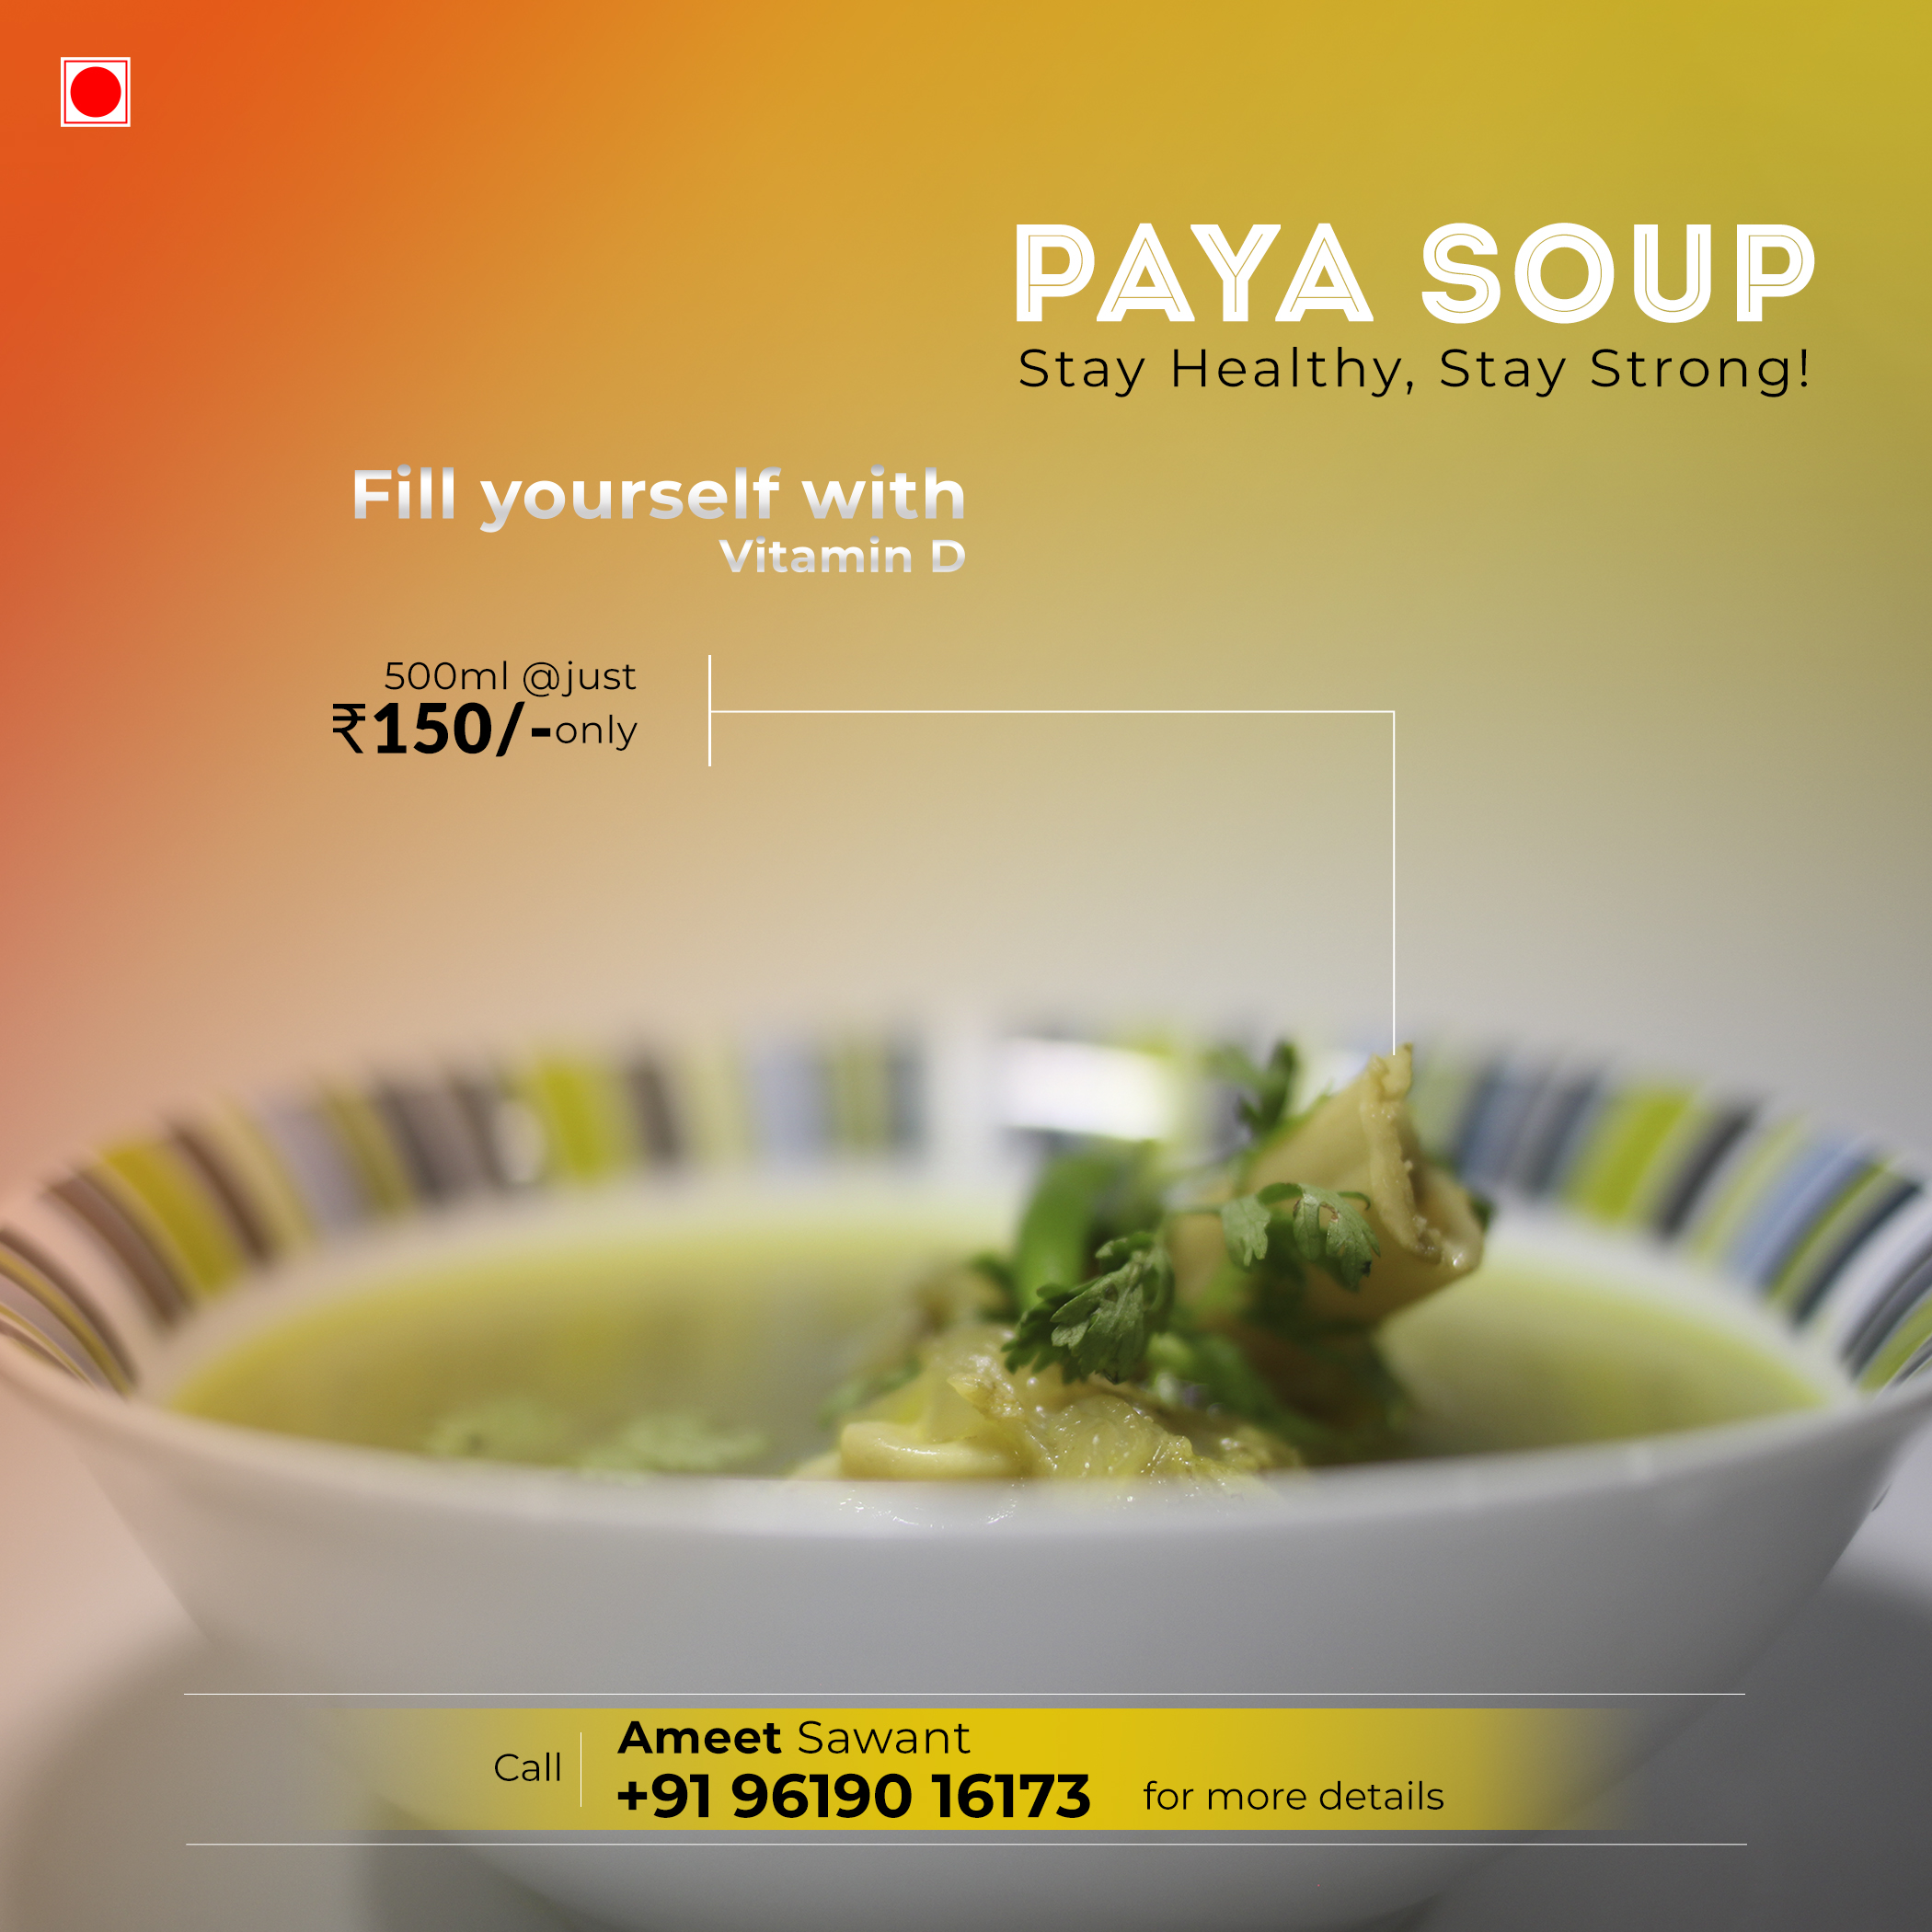 PAYA SOUP
Stay Healthy, Stay Strong!
Fill yourself with
Vitamin D
500ml @just
₹150/-only
Call
Ameet Sawant
+91 96190 16173
for more details